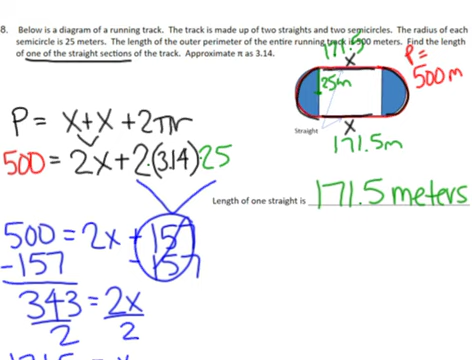 8. Below is a diagram of a running track. The track is made up of two straights and two semicircles. The radius of each
semicircle is 25 meters. The length of the outer perimeter of the entire running track is 500 meters. Find the length
of one of the straight sections of the track. Approximate π as 3.14.
171.5
X
P=
500m
25m
Straight
X
171.5m
P = X+X+2πr
500 = 2X+2·(3.14)·25
Length of one straight is 171.5 meters
500 = 2X + 157
-157 -157
343 = 2X
2 2
171.5 = X